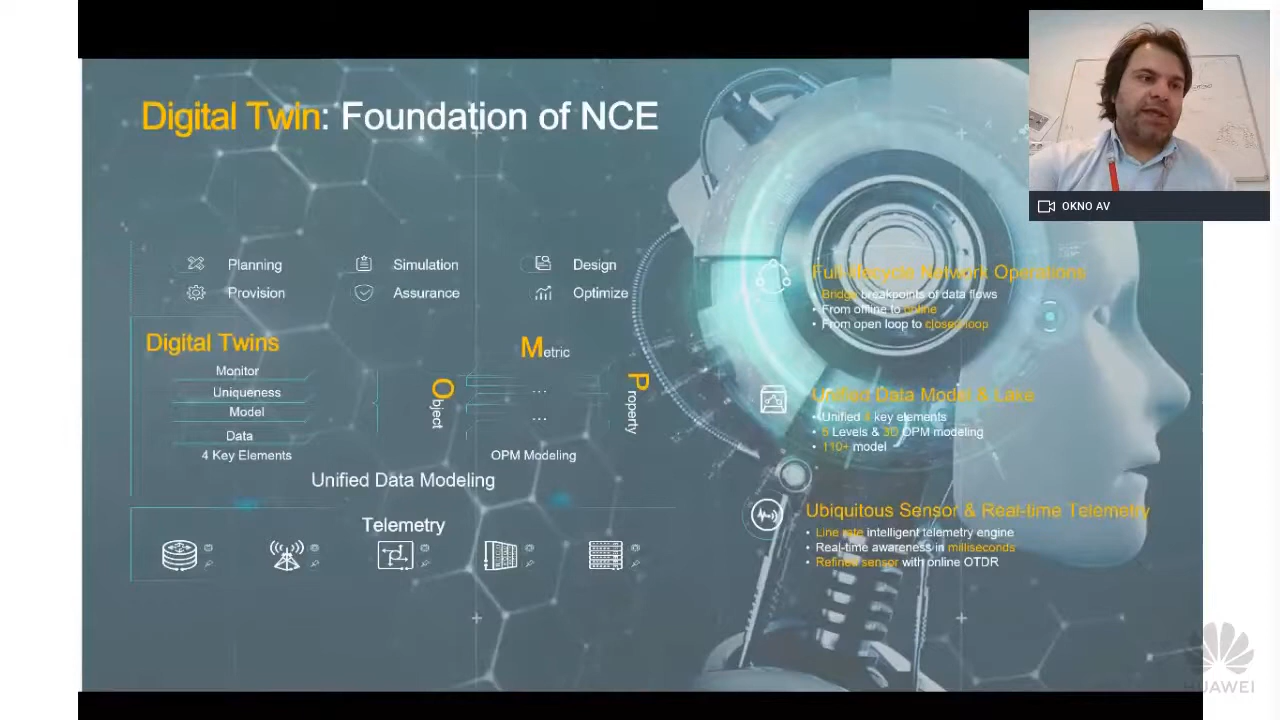 Digital Twin: Foundation of NCE
OKNO AV
Planning
Simulation
Design
Provision
Assurance
Optimize
Digital Twins
Monitor
Uniqueness
Model
Data
4 Key Elements
Metric
Object
...
...
Property
OPM Modeling
Unified Data Modeling
Telemetry
Full-lifecycle Network Operations
• Bridge breakpoints of data flows
• From offline to online
• From open loop to closed loop
Unified Data Model & Lake
• Unified 4 key elements
• 5 Levels & 3D OPM modeling
• 110+ model
Ubiquitous Sensor & Real-time Telemetry
• Line rate intelligent telemetry engine
• Real-time awareness in milliseconds
• Refined sensor with online OTDR
HUAWEI